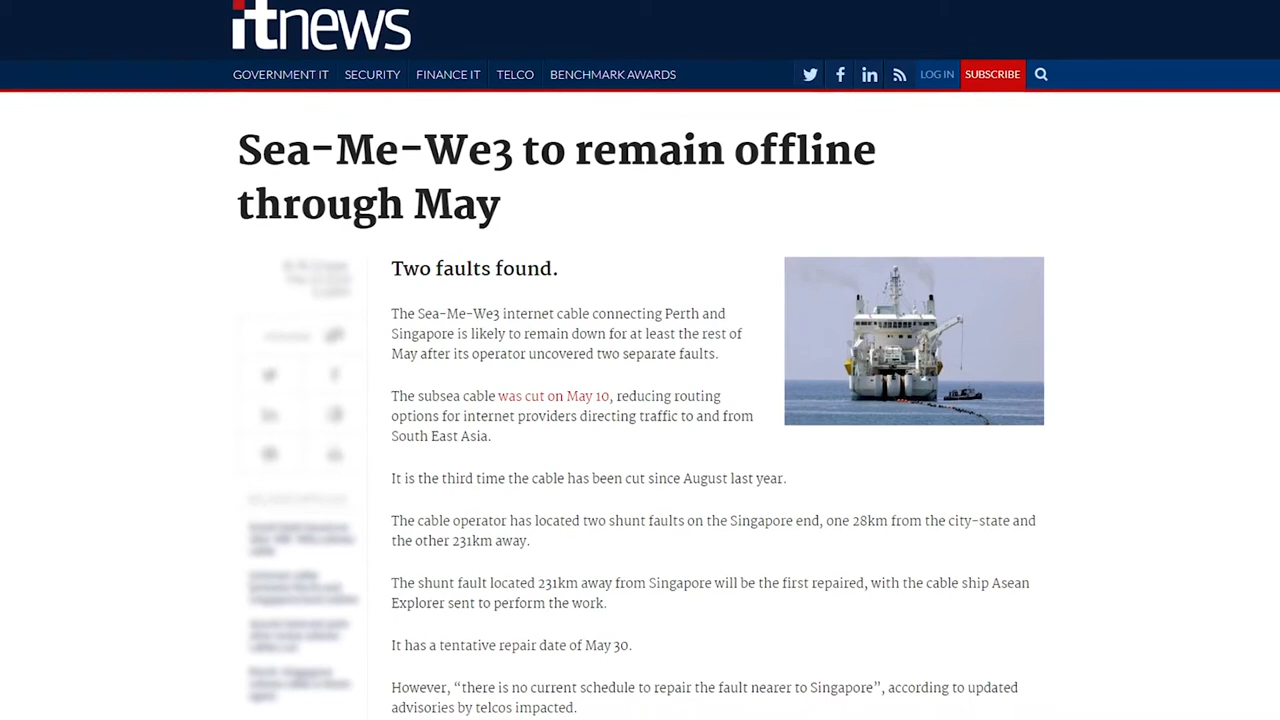 itnews
GOVERNMENT IT SECURITY FINANCE IT TELCO BENCHMARK AWARDS LOG IN SUBSCRIBE
Sea-Me-We3 to remain offline
through May
Two faults found.
The Sea-Me-We3 internet cable connecting Perth and
Singapore is likely to remain down for at least the rest of
May after its operator uncovered two separate faults.
The subsea cable was cut on May 10, reducing routing
options for internet providers directing traffic to and from
South East Asia.
It is the third time the cable has been cut since August last year.
The cable operator has located two shunt faults on the Singapore end, one 28km from the city-state and
the other 231km away.
The shunt fault located 231km away from Singapore will be the first repaired, with the cable ship Asean
Explorer sent to perform the work.
It has a tentative repair date of May 30.
However, “there is no current schedule to repair the fault nearer to Singapore”, according to updated
advisories by telcos impacted.